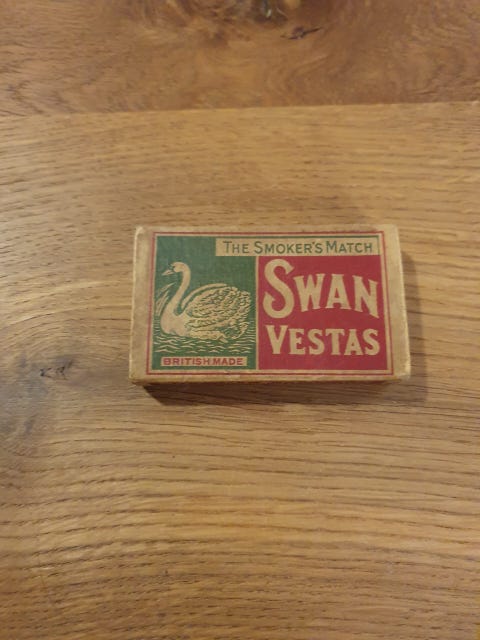 THE SMOKER'S MATCH
SWAN
VESTAS
BRITISH MADE